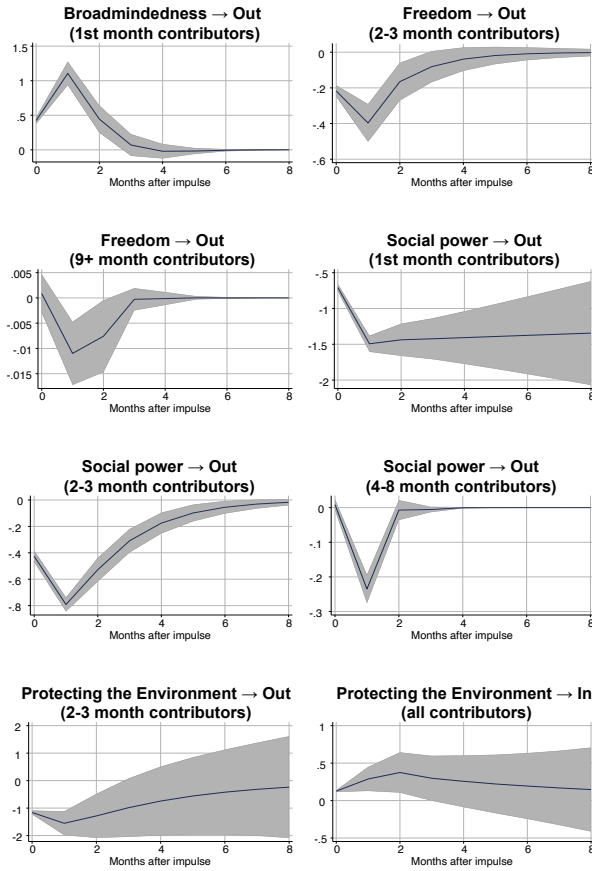 Broadmindedness → Out
(1st month contributors)
1.5
1
.5
0
0 2 4 6 8
Months after impulse
Freedom → Out
(2-3 month contributors)
0
-.2
-.4
-.6
0 2 4 6 8
Months after impulse
Freedom → Out
(9+ month contributors)
.005
0
-.005
-.01
-.015
0 2 4 6 8
Months after impulse
Social power → Out
(1st month contributors)
-.5
-1
-1.5
-2
0 2 4 6 8
Months after impulse
Social power → Out
(2-3 month contributors)
0
-.2
-.4
-.6
-.8
0 2 4 6 8
Months after impulse
Social power → Out
(4-8 month contributors)
0
-.1
-.2
-.3
0 2 4 6 8
Months after impulse
Protecting the Environment → Out
(2-3 month contributors)
2
1
0
-1
-2
0 2 4 6 8
Months after impulse
Protecting the Environment → In
(all contributors)
1
.5
0
-.5
0 2 4 6 8
Months after impulse